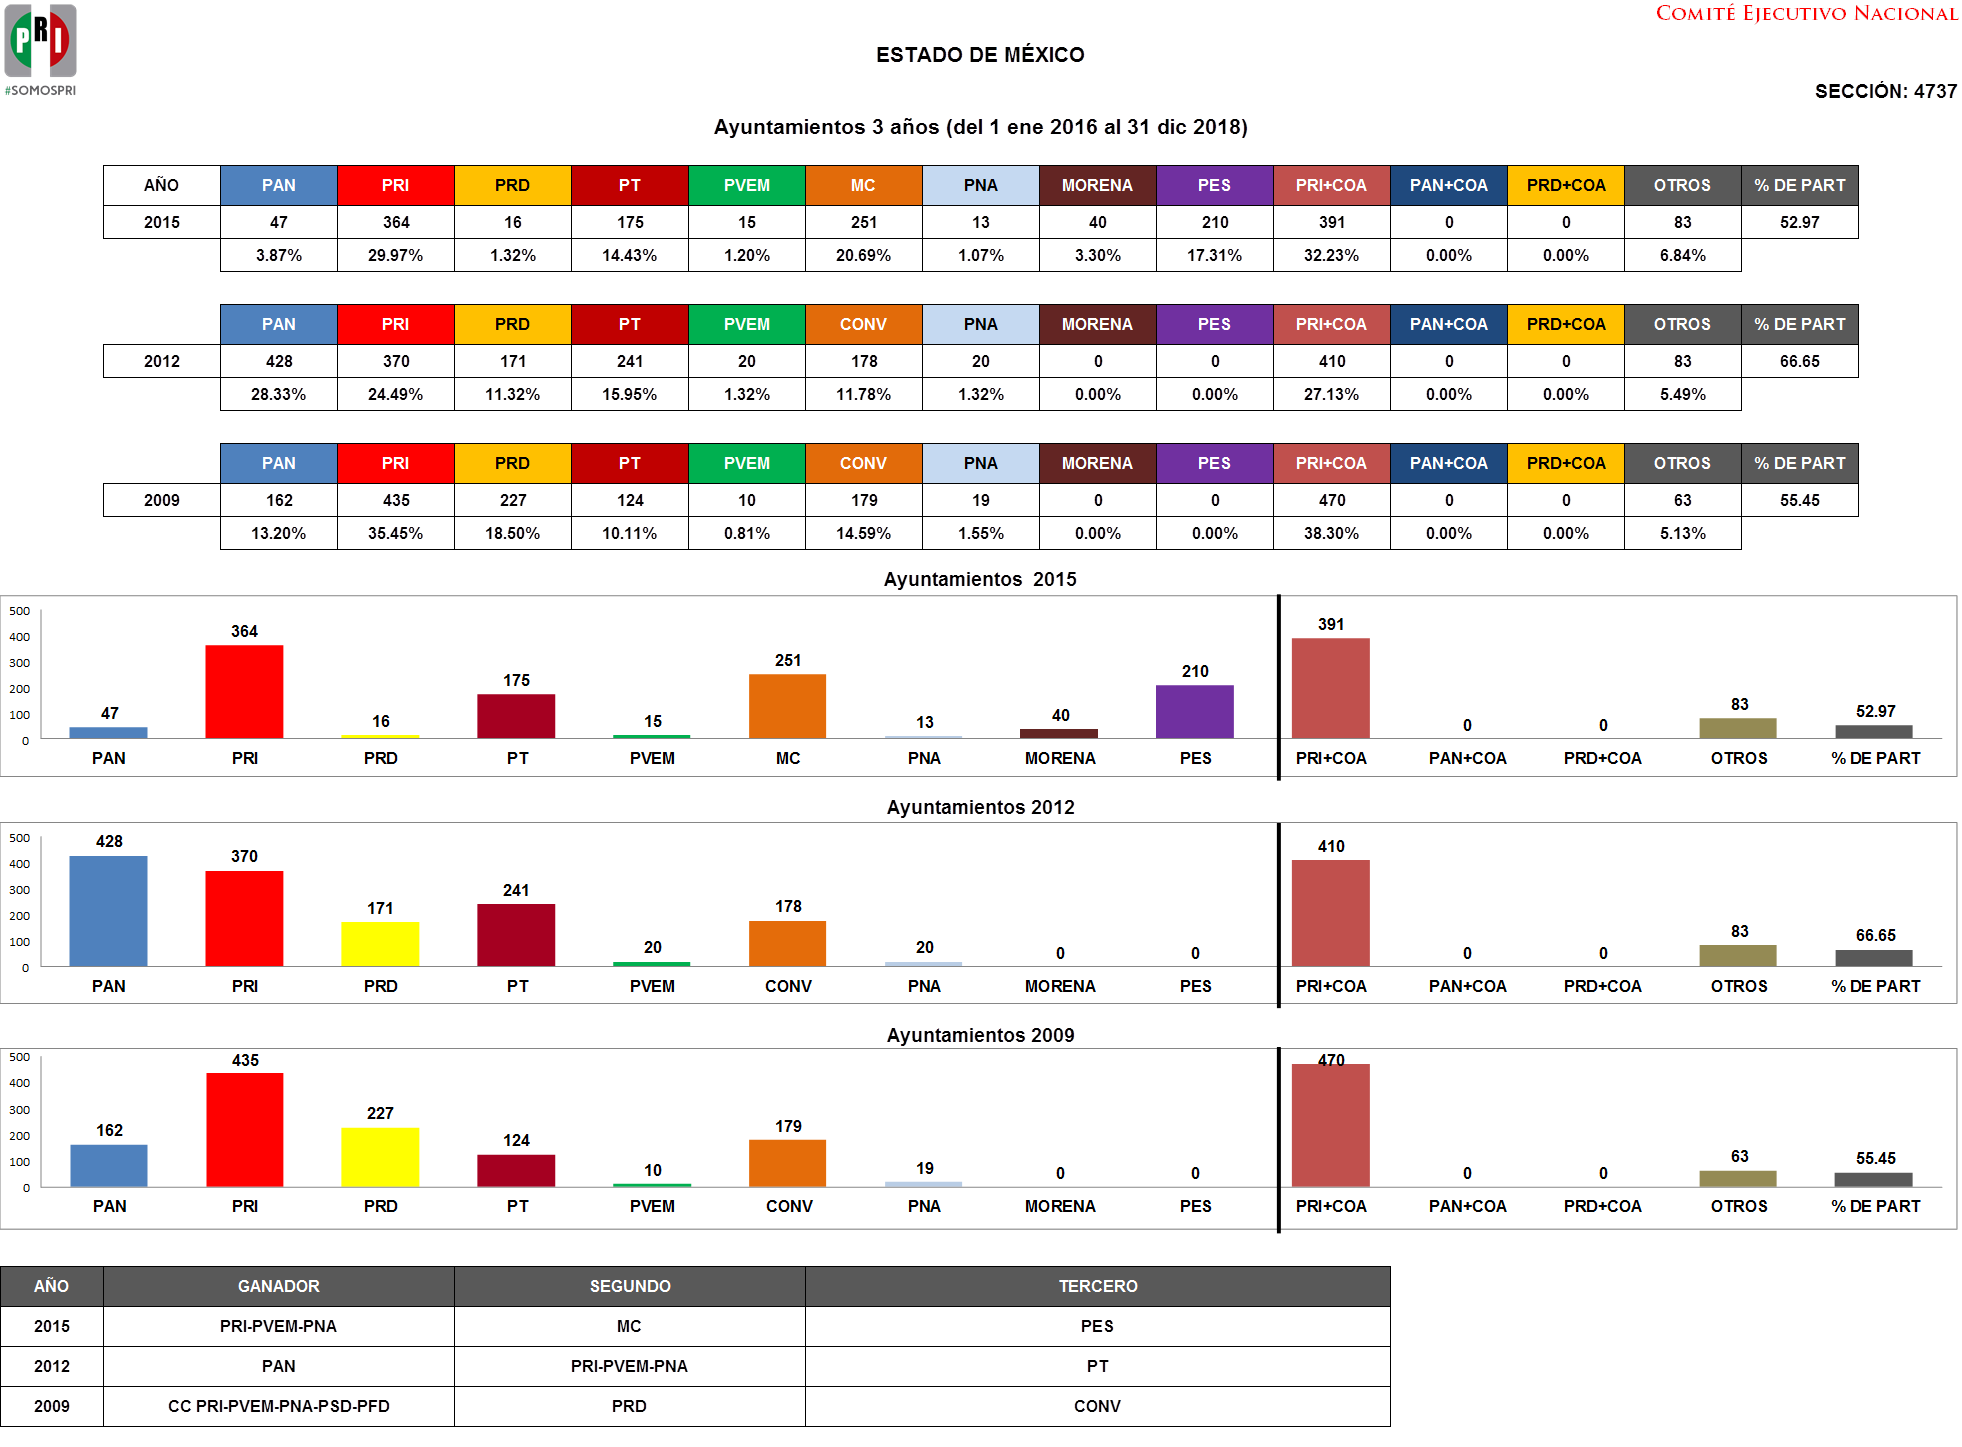 COMITÉ EJECUTIVO NACIONAL
PRI
#SOMOSPRI
ESTADO DE MÉXICO
SECCIÓN: 4737
Ayuntamientos 3 años (del 1 ene 2016 al 31 dic 2018)
AÑO PAN PRI PRD PT PVEM MC PNA MORENA PES PRI+COA PAN+COA PRD+COA OTROS % DE PART
2015 47 364 16 175 15 251 13 40 210 391 0 0 83 52.97
3.87% 29.97% 1.32% 14.43% 1.20% 20.69% 1.07% 3.30% 17.31% 32.23% 0.00% 0.00% 6.84%
PAN PRI PRD PT PVEM CONV PNA MORENA PES PRI+COA PAN+COA PRD+COA OTROS % DE PART
2012 428 370 171 241 20 178 20 0 0 410 0 0 83 66.65
28.33% 24.49% 11.32% 15.95% 1.32% 11.78% 1.32% 0.00% 0.00% 27.13% 0.00% 0.00% 5.49%
PAN PRI PRD PT PVEM CONV PNA MORENA PES PRI+COA PAN+COA PRD+COA OTROS % DE PART
2009 162 435 227 124 10 179 19 0 0 470 0 0 63 55.45
13.20% 35.45% 18.50% 10.11% 0.81% 14.59% 1.55% 0.00% 0.00% 38.30% 0.00% 0.00% 5.13%
Ayuntamientos 2015
500
400
300
200
100
0
47 364 16 175 15 251 13 40 210 391 0 0 83 52.97
PAN PRI PRD PT PVEM MC PNA MORENA PES PRI+COA PAN+COA PRD+COA OTROS % DE PART
Ayuntamientos 2012
500
400
300
200
100
0
428 370 171 241 20 178 20 0 0 410 0 0 83 66.65
PAN PRI PRD PT PVEM CONV PNA MORENA PES PRI+COA PAN+COA PRD+COA OTROS % DE PART
Ayuntamientos 2009
500
400
300
200
100
0
162 435 227 124 10 179 19 0 0 470 0 0 63 55.45
PAN PRI PRD PT PVEM CONV PNA MORENA PES PRI+COA PAN+COA PRD+COA OTROS % DE PART
AÑO GANADOR SEGUNDO TERCERO
2015 PRI-PVEM-PNA MC PES
2012 PAN PRI-PVEM-PNA PT
2009 CC PRI-PVEM-PNA-PSD-PFD PRD CONV